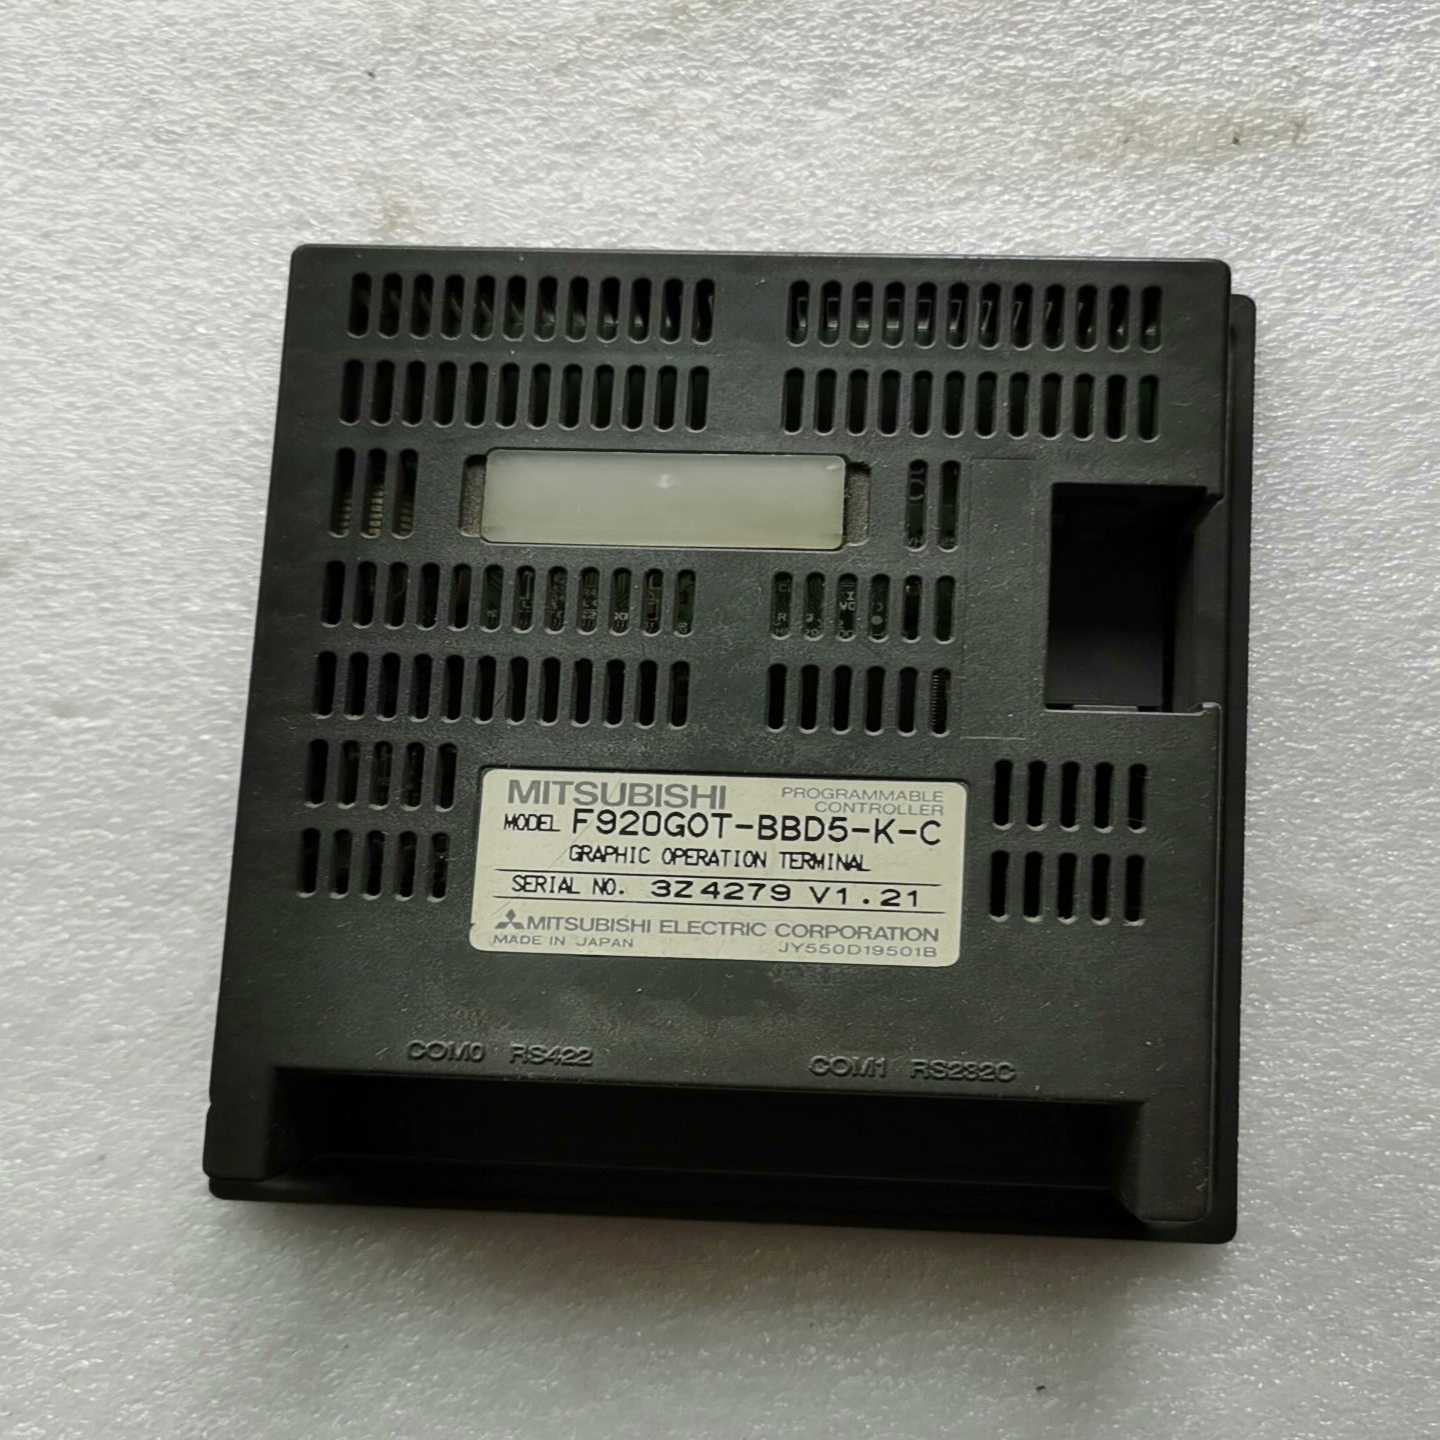 MITSUBISHI
PROGRAMMABLE
CONTROLLER
MODEL F920GOT-BBD5-K-C
GRAPHIC OPERATION TERMINAL
SERIAL NO. 3Z4279 V1.21
MITSUBISHI ELECTRIC CORPORATION
MADE IN JAPAN JY550D19501B
COM0 RS422 COM1 RS232C